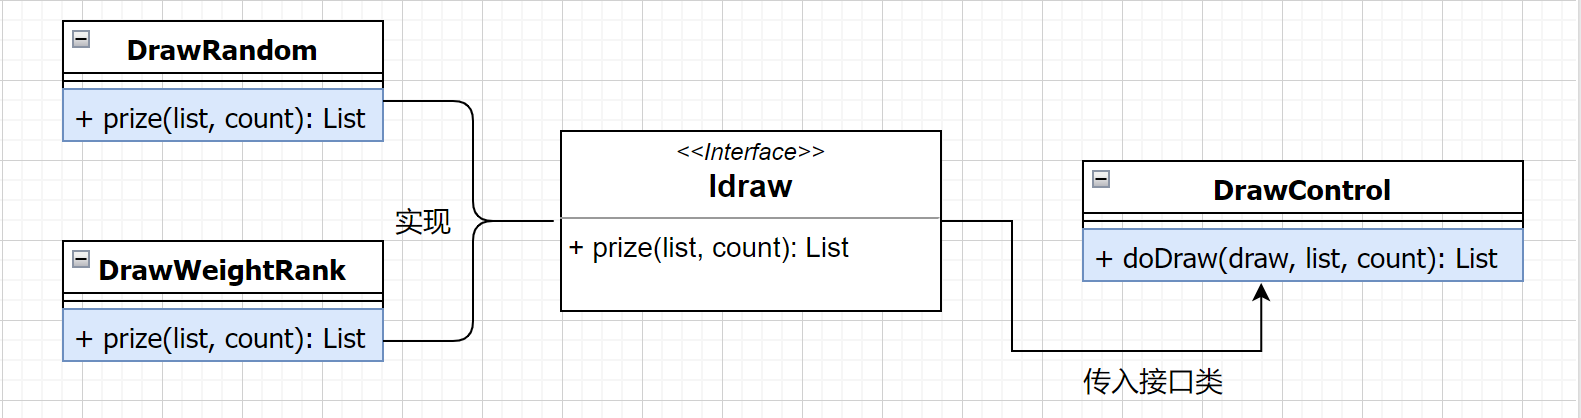 DrawRandom
+ prize(list, count): List
实现
DrawWeightRank
+ prize(list, count): List
<<Interface>>
Idraw
+ prize(list, count): List
DrawControl
+ doDraw(draw, list, count): List
传入接口类